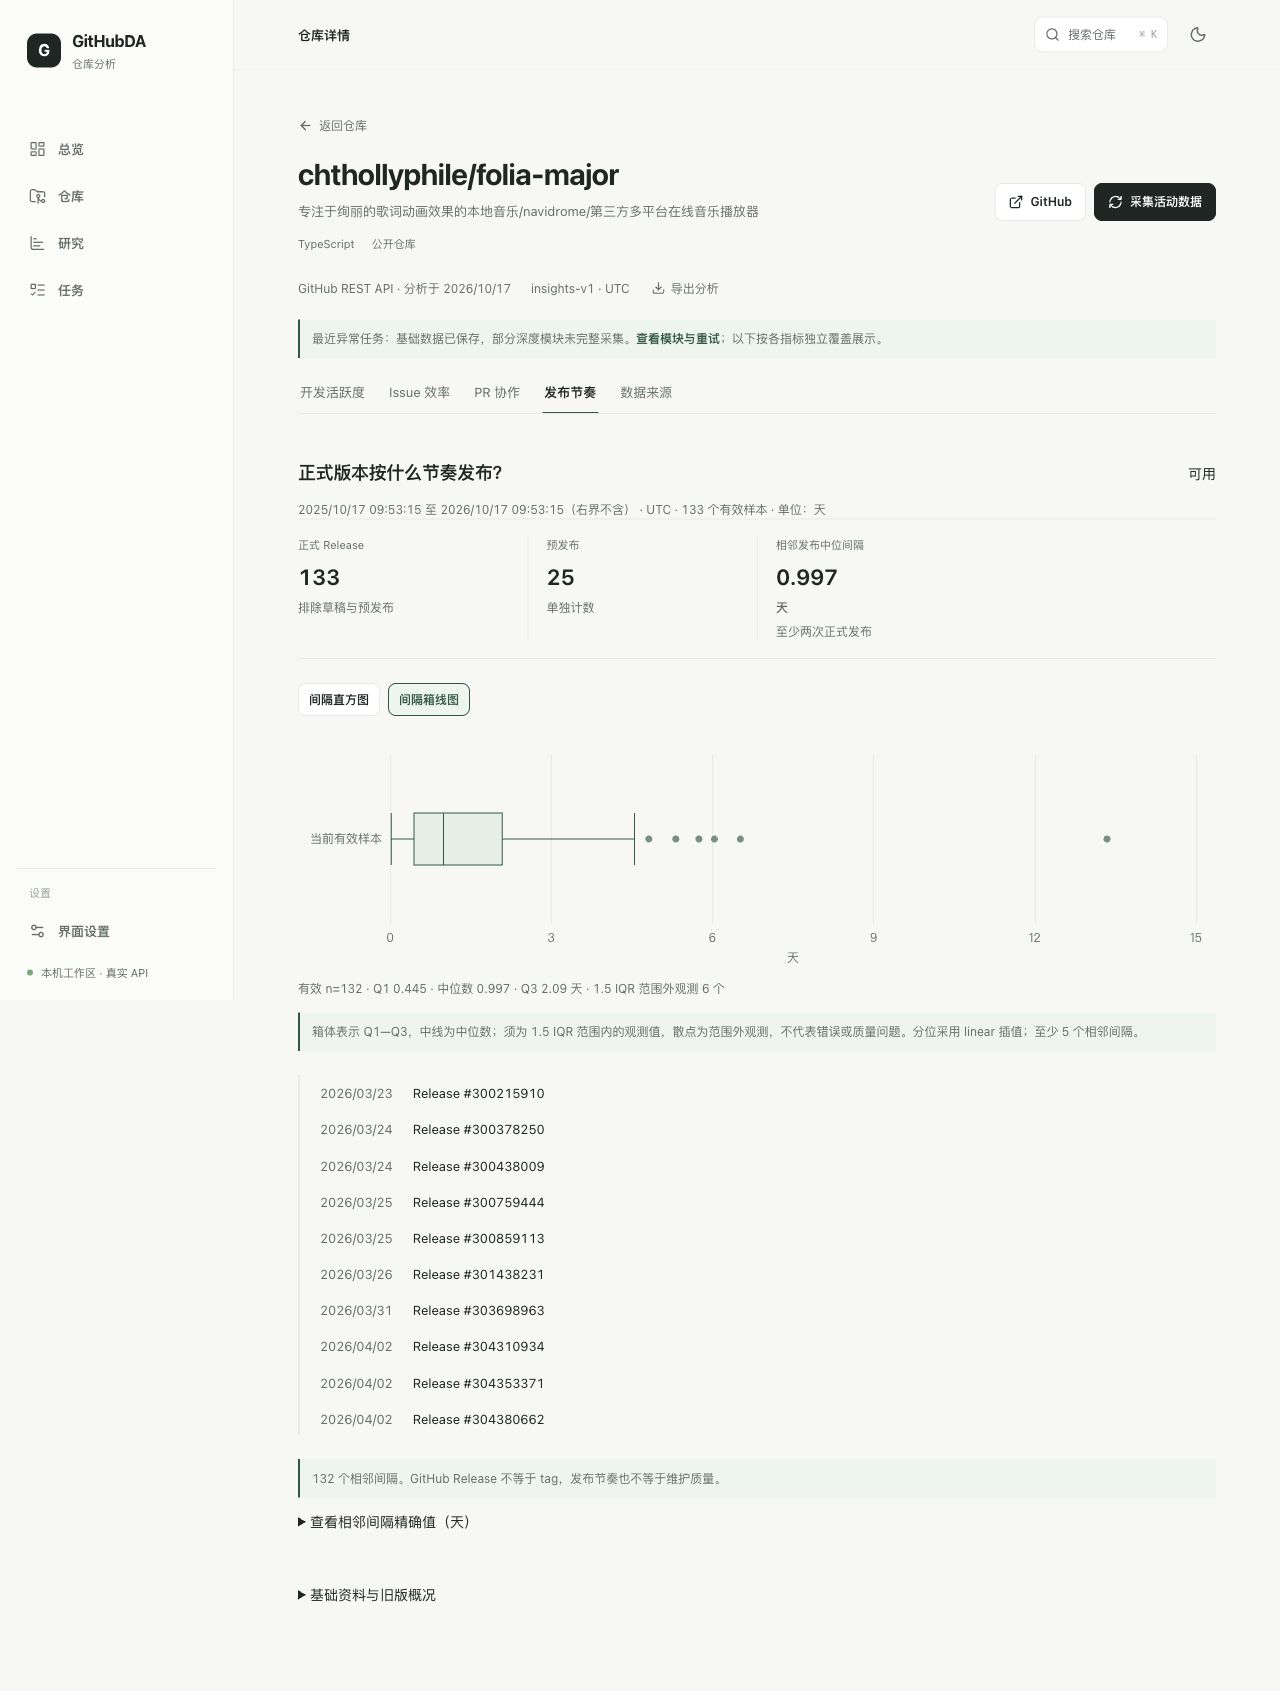 G
GitHubDA
仓库分析
总览
仓库
研究
任务
设置
界面设置
本机工作区 · 真实 API
仓库详情
搜索仓库 ⌘ K
返回仓库
chthollyphile/folia-major
专注于绚丽的歌词动画效果的本地音乐/navidrome/第三方多平台在线音乐播放器
GitHub
采集活动数据
TypeScript 公开仓库
GitHub REST API · 分析于 2026/10/17 insights-v1 · UTC 导出分析
最近异常任务：基础数据已保存，部分深度模块未完整采集。查看模块与重试；以下按各指标独立覆盖展示。
开发活跃度 Issue 效率 PR 协作 发布节奏 数据来源
正式版本按什么节奏发布?
可用
2025/10/17 09:53:15 至 2026/10/17 09:53:15（右界不含） · UTC · 133 个有效样本 · 单位：天
正式 Release
133
排除草稿与预发布
预发布
25
单独计数
相邻发布中位间隔
0.997
天
至少两次正式发布
间隔直方图 间隔箱线图
当前有效样本
0 3 6 9 12 15
天
有效 n=132 · Q1 0.445 · 中位数 0.997 · Q3 2.09 天 · 1.5 IQR 范围外观测 6 个
箱体表示 Q1—Q3，中线为中位数；须为 1.5 IQR 范围内的观测值，散点为范围外观测，不代表错误或质量问题。分位采用 linear 插值；至少 5 个相邻间隔。
2026/03/23 Release #300215910
2026/03/24 Release #300378250
2026/03/24 Release #300438009
2026/03/25 Release #300759444
2026/03/25 Release #300859113
2026/03/26 Release #301438231
2026/03/31 Release #303698963
2026/04/02 Release #304310934
2026/04/02 Release #304353371
2026/04/02 Release #304380662
132 个相邻间隔。GitHub Release 不等于 tag，发布节奏也不等于维护质量。
查看相邻间隔精确值（天）
基础资料与旧版概况